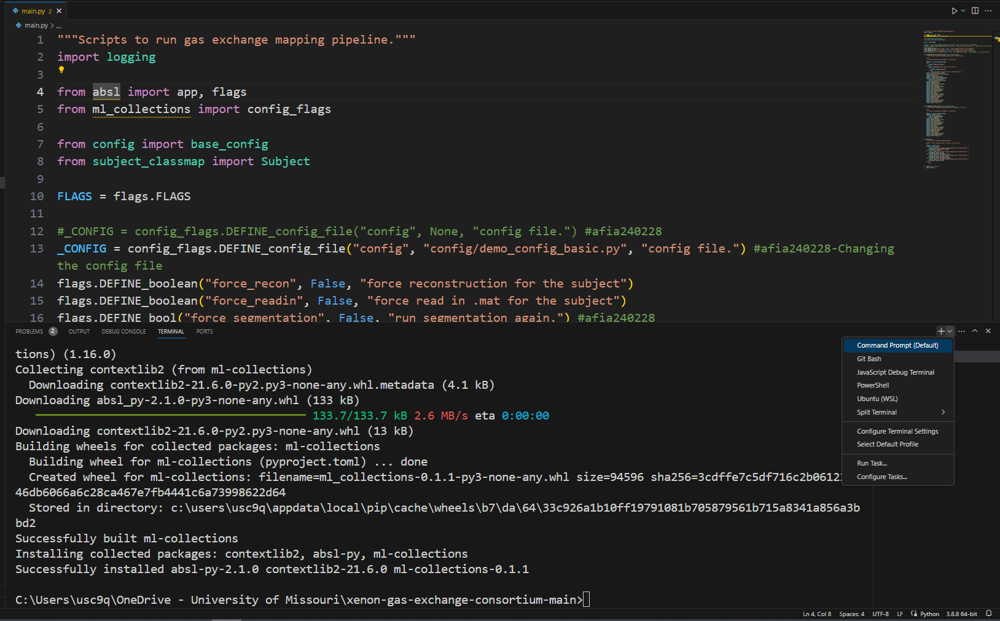 main.py 2
main.py > ...
1 """Scripts to run gas exchange mapping pipeline."""
2 import logging
3
4 from absl import app, flags
5 from ml_collections import config_flags
6
7 from config import base_config
8 from subject_classmap import Subject
9
10 FLAGS = flags.FLAGS
11
12 #_CONFIG = config_flags.DEFINE_config_file("config", None, "config file.") #afia240228
13 _CONFIG = config_flags.DEFINE_config_file("config", "config/demo_config_basic.py", "config file.") #afia240228-Changing
the config file
14 flags.DEFINE_boolean("force_recon", False, "force reconstruction for the subject")
15 flags.DEFINE_boolean("force_readin", False, "force read in .mat for the subject")
16 flags.DEFINE_bool("force_segmentation", False, "run segmentation again.") #afia240228
PROBLEMS 2 OUTPUT DEBUG CONSOLE TERMINAL PORTS
tions) (1.16.0)
Collecting contextlib2 (from ml-collections)
Downloading contextlib2-21.6.0-py2.py3-none-any.whl.metadata (4.1 kB)
Downloading absl_py-2.1.0-py3-none-any.whl (133 kB)
133.7/133.7 kB 2.6 MB/s eta 0:00:00
Downloading contextlib2-21.6.0-py2.py3-none-any.whl (13 kB)
Building wheels for collected packages: ml-collections
Building wheel for ml-collections (pyproject.toml) ... done
Created wheel for ml-collections: filename=ml_collections-0.1.1-py3-none-any.whl size=94596 sha256=3cdffe7c5df716c2b0612
46db6066a6c28ca467e7fb4441c6a73998622d64
Stored in directory: c:\users\usc9q\appdata\local\pip\cache\wheels\b7\da\64\33c926a1b10ff19791081b705879561b715a8341a856a3b
bd2
Successfully built ml-collections
Installing collected packages: contextlib2, absl-py, ml-collections
Successfully installed absl-py-2.1.0 contextlib2-21.6.0 ml-collections-0.1.1
C:\Users\usc9q\OneDrive - University of Missouri\xenon-gas-exchange-consortium-main>
Command Prompt (Default)
Git Bash
JavaScript Debug Terminal
PowerShell
Ubuntu (WSL)
Split Terminal
Configure Terminal Settings
Select Default Profile
Run Task...
Configure Tasks...
Ln 4, Col 8 Spaces: 4 UTF-8 LF Python 3.8.8 64-bit